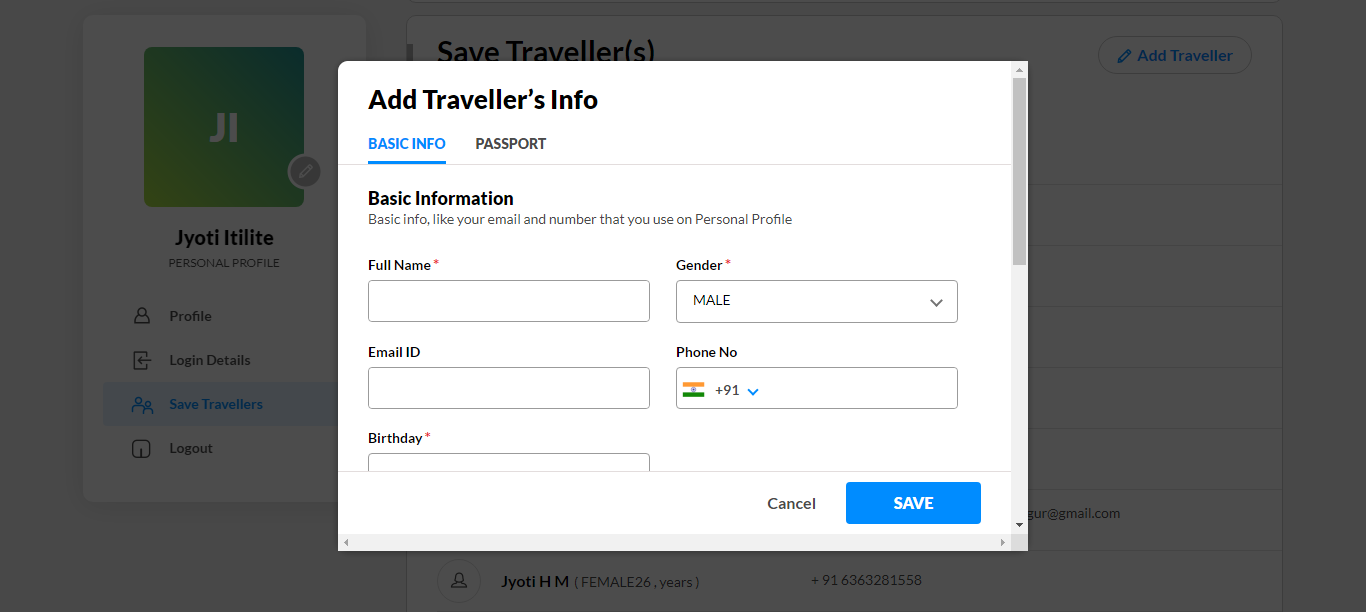 JI
Jyoti Itilite
PERSONAL PROFILE
Profile
Login Details
Save Travellers
Logout
Save Traveller(s)
Add Traveller
Add Traveller’s Info
BASIC INFO PASSPORT
Basic Information
Basic info, like your email and number that you use on Personal Profile
Full Name* Gender*
MALE
Email ID Phone No
+91
Birthday*
Cancel SAVE
gur@gmail.com
Jyoti H M ( FEMALE26 , years ) + 91 6363281558